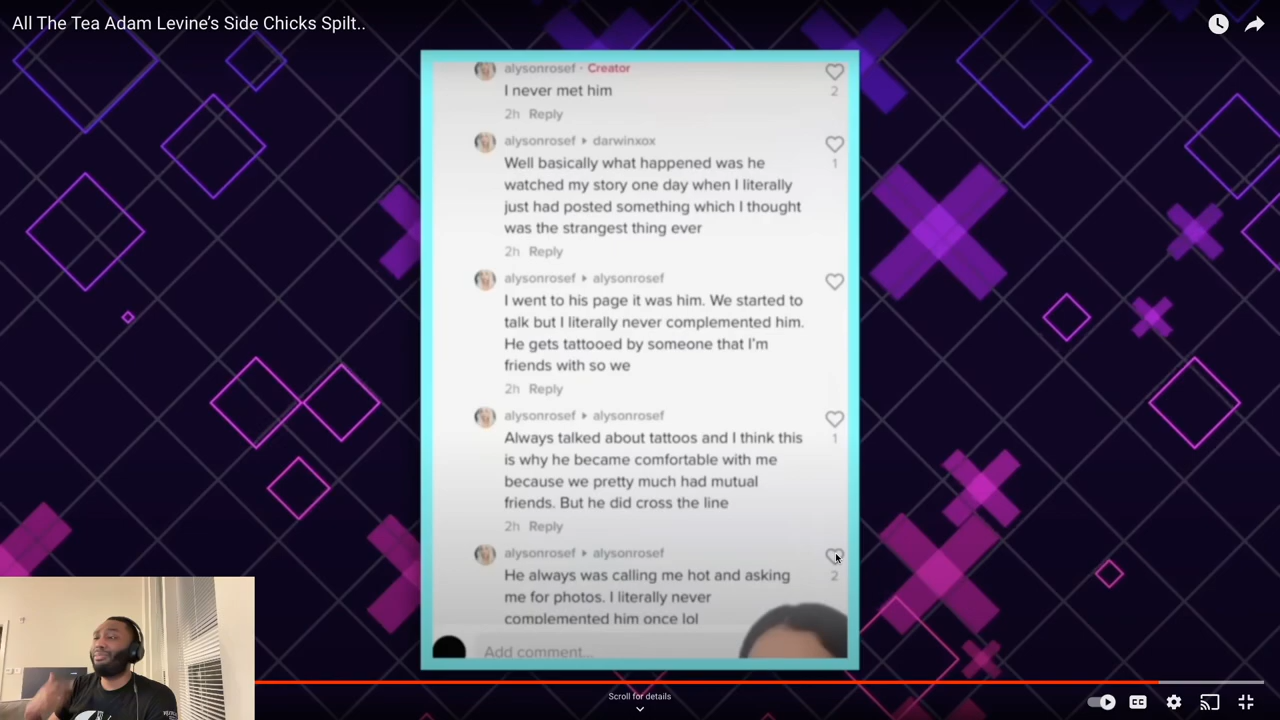 All The Tea Adam Levine’s Side Chicks Spilt..
alysonrosef · Creator
I never met him
2
2h Reply
alysonrosef ▸ darwinxox
Well basically what happened was he
1
watched my story one day when I literally
just had posted something which I thought
was the strangest thing ever
2h Reply
alysonrosef ▸ alysonrosef
I went to his page it was him. We started to
talk but I literally never complemented him.
He gets tattooed by someone that I'm
friends with so we
2h Reply
alysonrosef ▸ alysonrosef
Always talked about tattoos and I think this
1
is why he became comfortable with me
because we pretty much had mutual
friends. But he did cross the line
2h Reply
alysonrosef ▸ alysonrosef
He always was calling me hot and asking
2
me for photos. I literally never
complemented him once lol
Add comment...
Scroll for details
CC